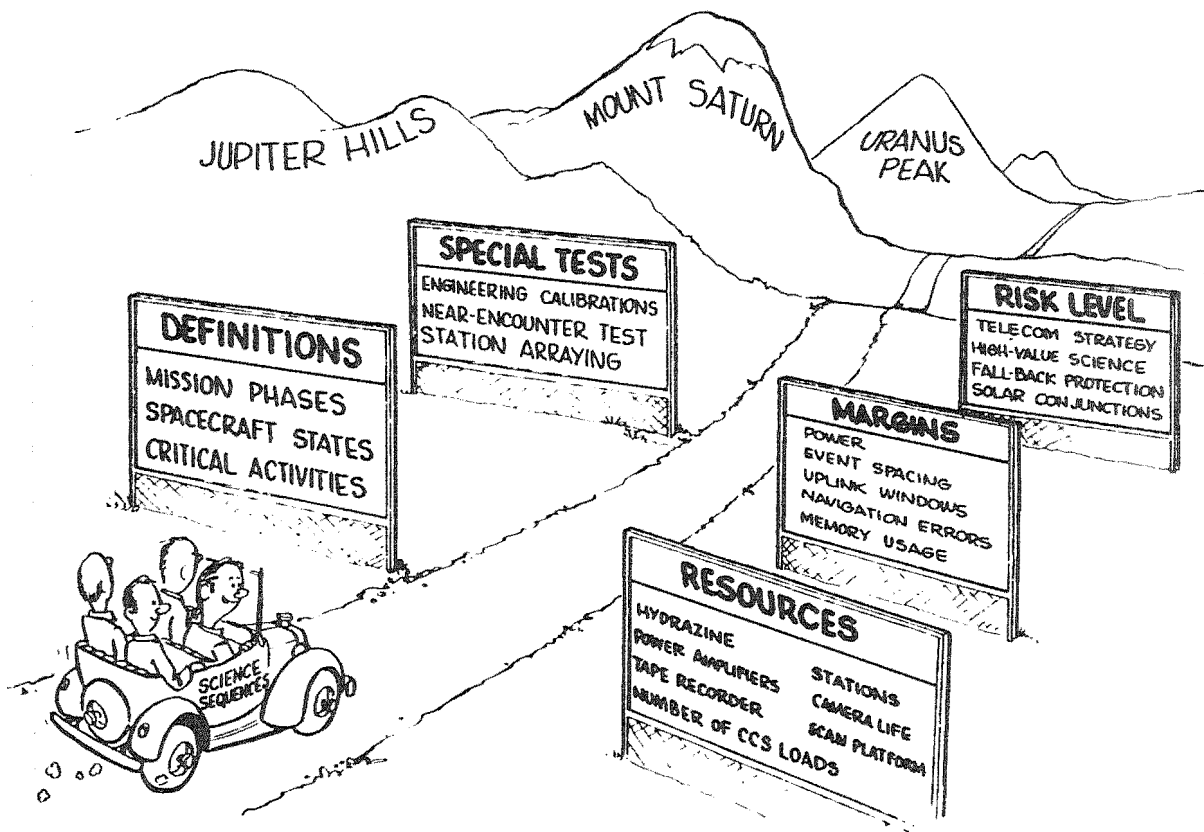 JUPITER HILLS
MOUNT SATURN
URANUS
PEAK
SPECIAL TESTS
ENGINEERING CALIBRATIONS
NEAR-ENCOUNTER TEST
STATION ARRAYING
DEFINITIONS
MISSION PHASES
SPACECRAFT STATES
CRITICAL ACTIVITIES
RISK LEVEL
TELECOM STRATEGY
HIGH-VALUE SCIENCE
FALL-BACK PROTECTION
SOLAR CONJUNCTIONS
MARGINS
POWER
EVENT SPACING
UPLINK WINDOWS
NAVIGATION ERRORS
MEMORY USAGE
RESOURCES
HYDRAZINE
POWER AMPLIFIERS
TAPE RECORDER
NUMBER OF CCS LOADS
STATIONS
CAMERA LIFE
SCAN PLATFORM
SCIENCE
SEQUENCES